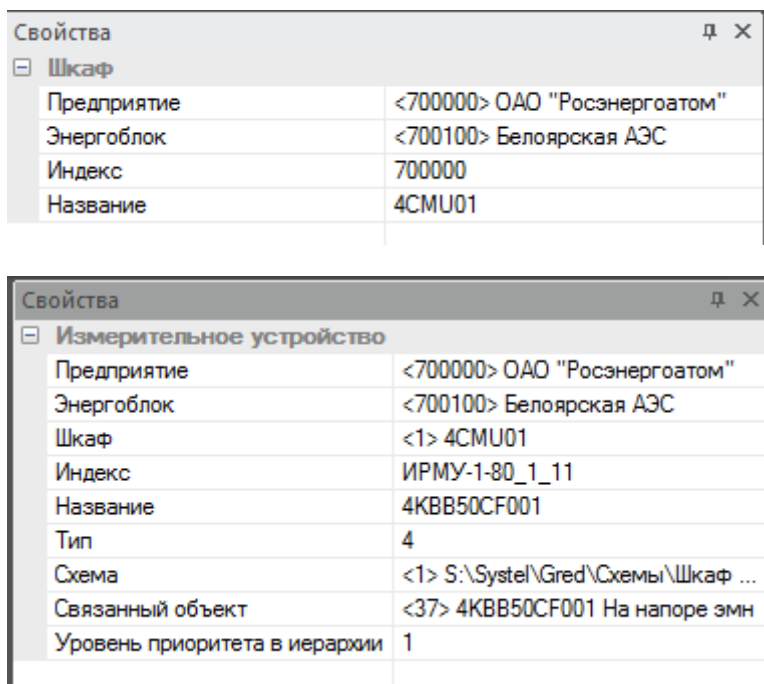 Свойства
Шкаф
Предприятие <700000> ОАО "Росэнергоатом"
Энергоблок <700100> Белоярская АЭС
Индекс 700000
Название 4CMU01
Свойства
Измерительное устройство
Предприятие <700000> ОАО "Росэнергоатом"
Энергоблок <700100> Белоярская АЭС
Шкаф <1> 4CMU01
Индекс ИРМУ-1-80_1_11
Название 4KBB50CF001
Тип 4
Схема <1> S:\Systel\Gred\Схемы\Шкаф ...
Связанный объект <37> 4KBB50CF001 На напоре эмн
Уровень приоритета в иерархии 1